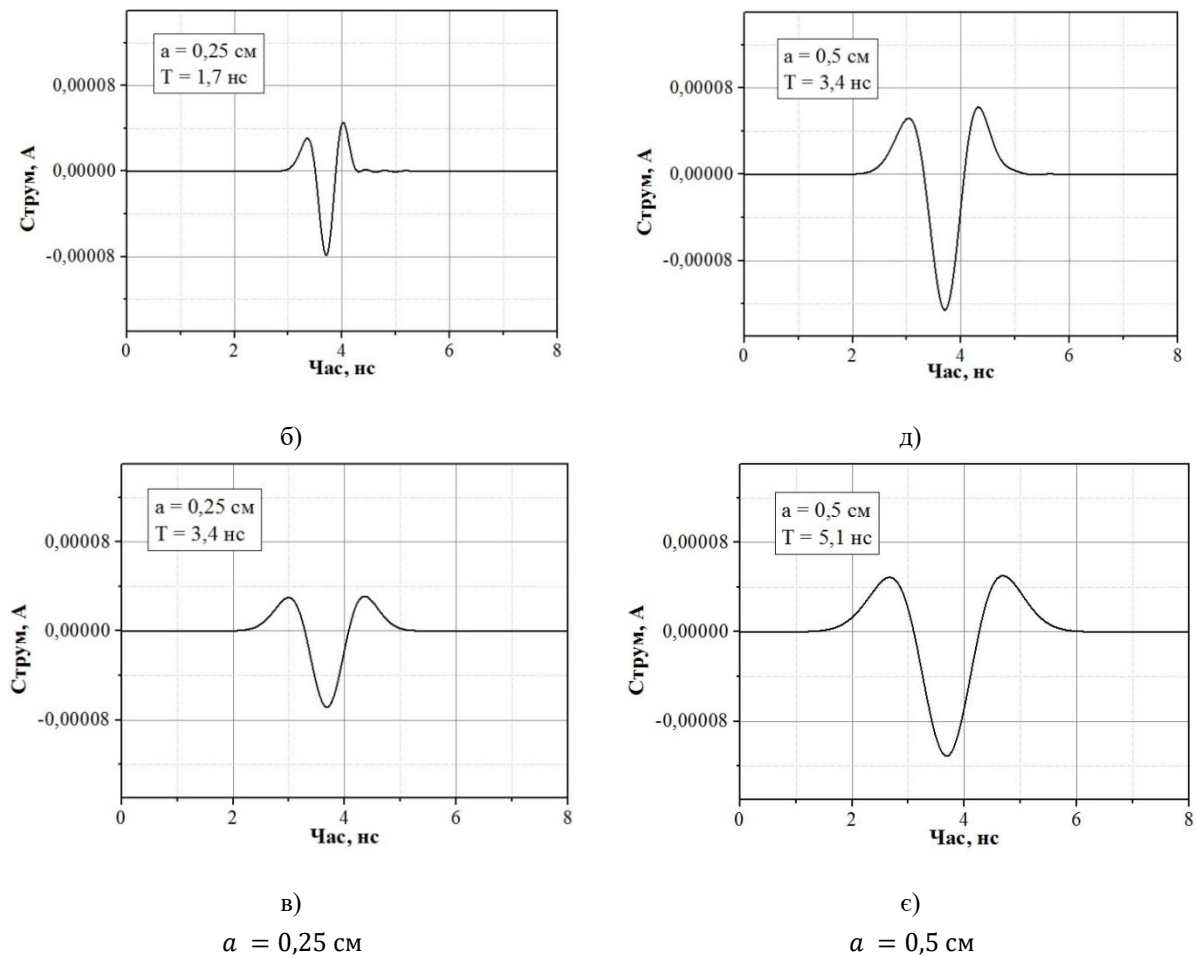 a = 0,25 см
T = 1,7 нс
0,00008
0,00000
-0,00008
Струм, А
0 2 4 6 8
Час, нс
б)
a = 0,5 см
T = 3,4 нс
0,00008
0,00000
-0,00008
Струм, А
0 2 4 6 8
Час, нс
д)
a = 0,25 см
T = 3,4 нс
0,00008
0,00000
-0,00008
Струм, А
0 2 4 6 8
Час, нс
в)
a = 0,25 см
a = 0,5 см
T = 5,1 нс
0,00008
0,00000
-0,00008
Струм, А
0 2 4 6 8
Час, нс
є)
a = 0,5 см